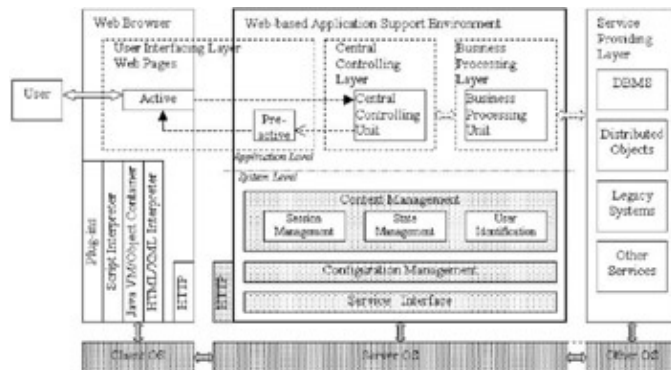 Web Browser
Web-based Application Support Environment
Service
Providing
Layer
User Interfacing Layer
Web Pages
Central
Controlling
Layer
Business
Processing
Layer
User
Active
Pre-
active
Central
Controlling
Unit
Business
Processing
Unit
DBMS
Distributed
Objects
Legacy
Systems
Other
Services
Application Level
System Level
Context Management
Session
Management
State
Management
User
Identification
Configuration Management
Service Interface
Plug-ins
Script Interpreter
Java VM/Object Container
HTML/XML Interpreter
HTTP
HTTP
Client OS
Server OS
Other OS